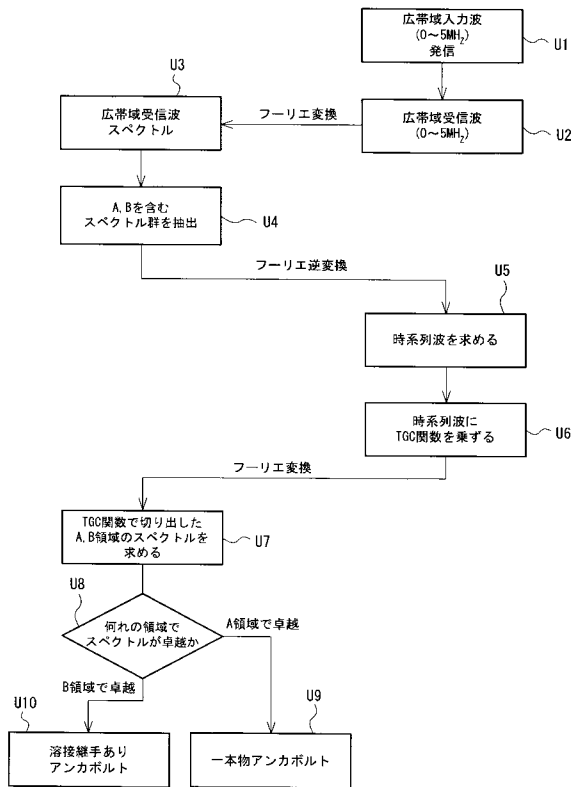 広帯域入力波
(0～5MHz)
発信
U1
U3
広帯域受信波
スペクトル
フーリエ変換
広帯域受信波
(0～5MHz)
U2
A,Bを含む
スペクトル群を抽出
U4
フーリエ逆変換
U5
時系列波を求める
時系列波に
TGC関数を乗ずる
U6
フーリエ変換
TGC関数で切り出した
A,B領域のスペクトルを
求める
U7
U8
何れの領域で
スペクトルが卓越か
A領域で卓越
B領域で卓越
U10
溶接継手あり
アンカボルト
U9
一本物アンカボルト